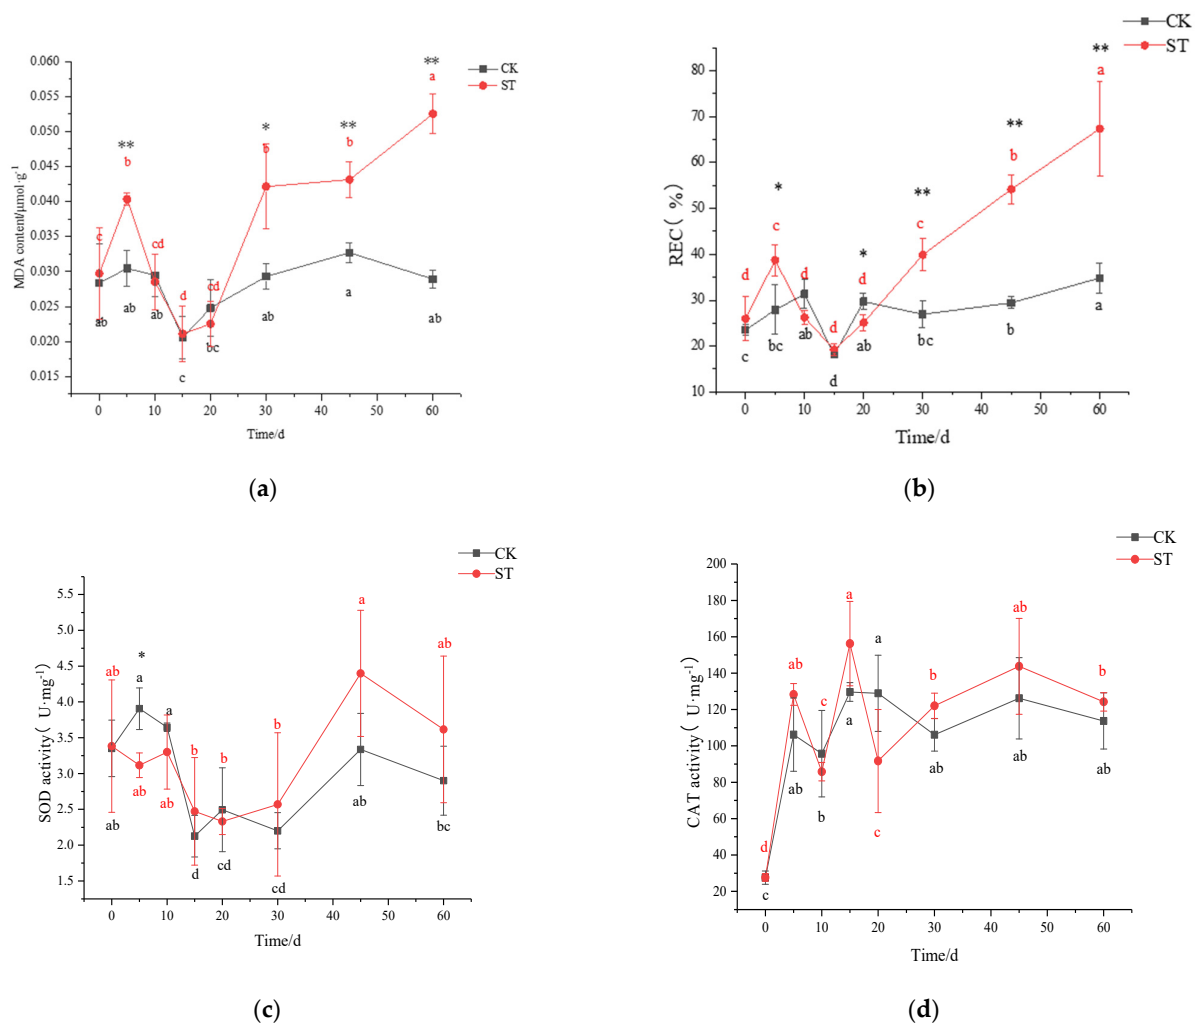 CK
ST
0.060
0.055
0.050
0.045
0.040
0.035
0.030
0.025
0.020
0.015
MDA content/μmol·g⁻¹
** * ** **
c b cd d cd b b a
ab ab ab c bc ab a ab
0 10 20 30 40 50 60
Time/d
(a)
CK
ST
80
70
60
50
40
30
20
10
REC(%)
* * ** ** **
d c d d d c b a
c bc ab d ab bc b a
0 10 20 30 40 50 60
Time/d
(b)
CK
ST
5.5
5.0
4.5
4.0
3.5
3.0
2.5
2.0
1.5
SOD activity( U·mg⁻¹)
*
ab ab ab b b b a ab
ab a a d cd cd ab bc
0 10 20 30 40 50 60
Time/d
(c)
CK
ST
200
180
160
140
120
100
80
60
40
20
CAT activity( U·mg⁻¹)
d ab c a c b ab b
c ab b a a ab ab ab
0 10 20 30 40 50 60
Time/d
(d)